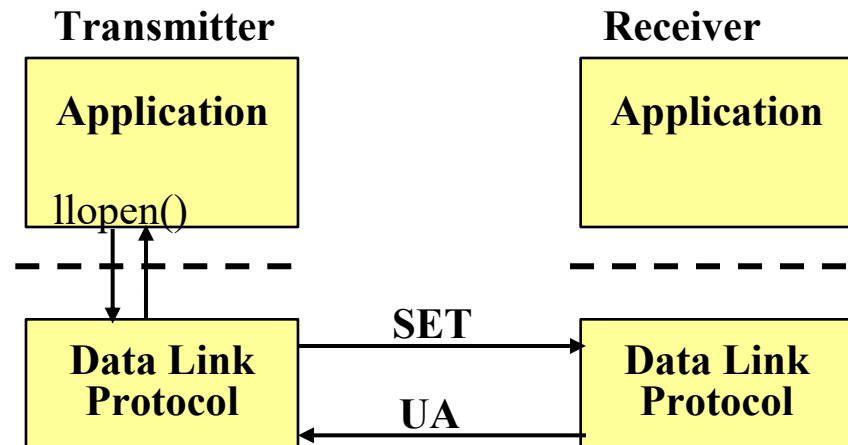 Transmitter
Receiver
Application
Application
llopen()
SET
Data Link
Protocol
Data Link
Protocol
UA